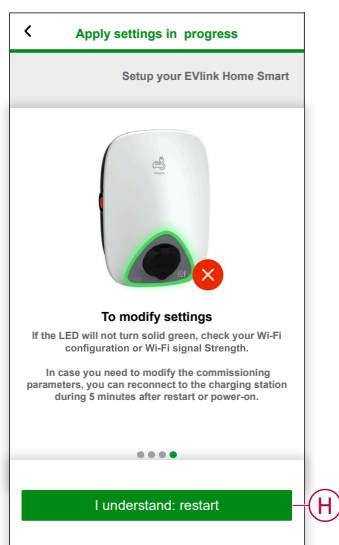 Apply settings in progress
Setup your EVlink Home Smart
To modify settings
If the LED will not turn solid green, check your Wi-Fi
configuration or Wi-Fi signal Strength.
In case you need to modify the commissioning
parameters, you can reconnect to the charging station
during 5 minutes after restart or power-on.
I understand: restart
H